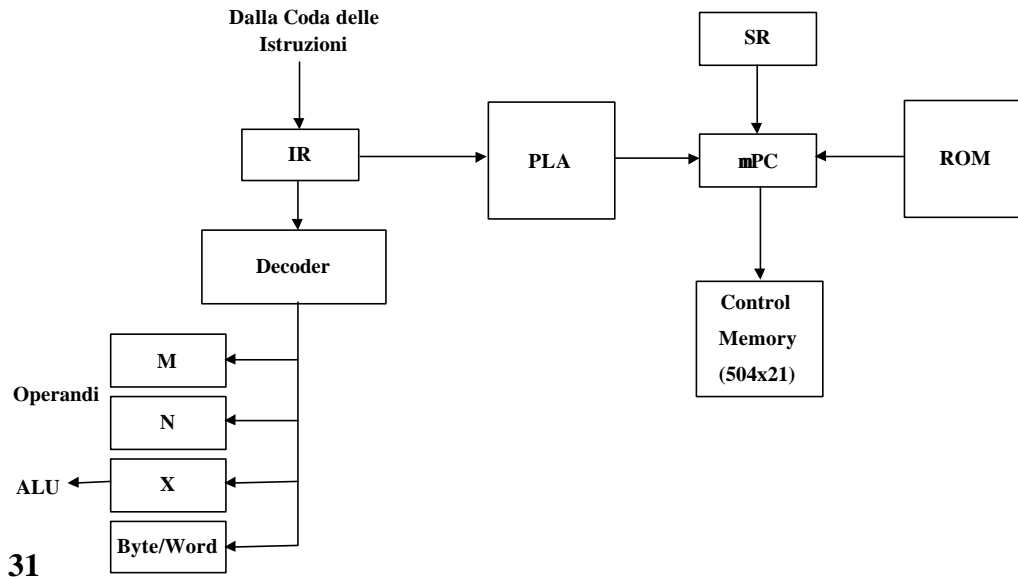 Dalla Coda delle
Istruzioni
SR
IR
PLA
mPC
ROM
Decoder
Control
Memory
(504x21)
M
Operandi
N
ALU
X
Byte/Word
31